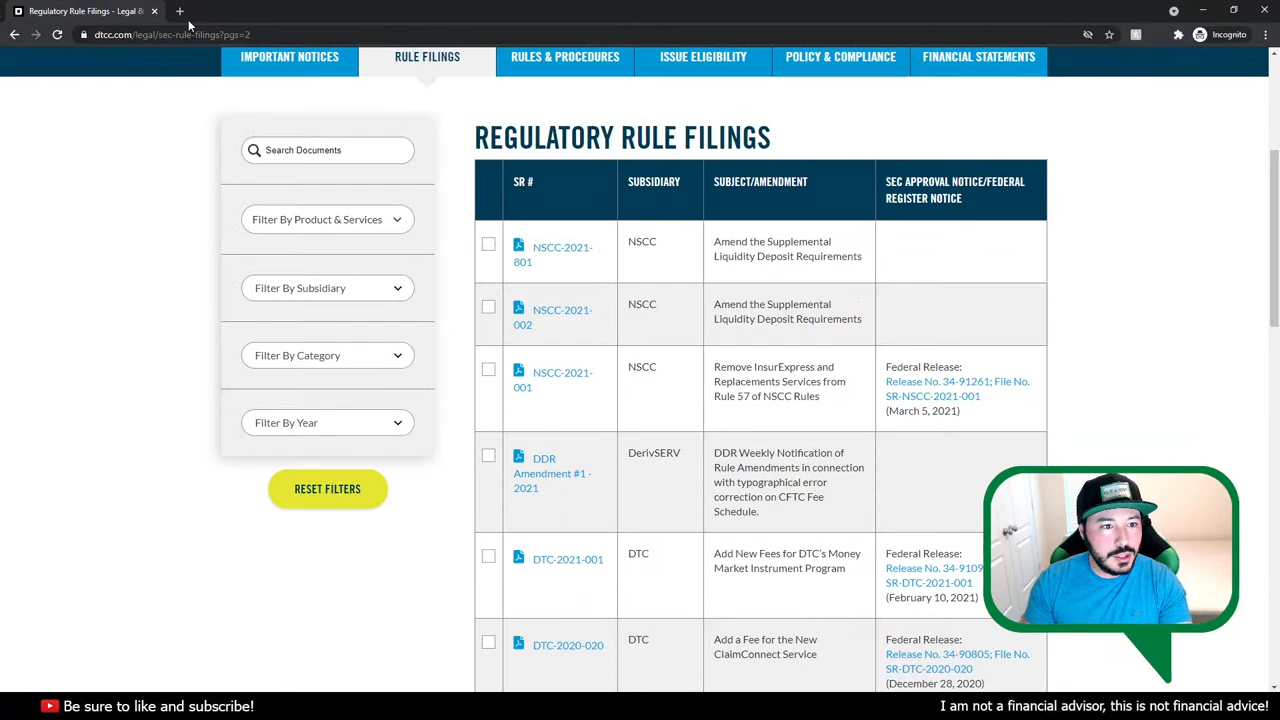 Regulatory Rule Filings - Legal &
dtcc.com/legal/sec-rule-filings?pgs=2
Incognito
IMPORTANT NOTICES
RULE FILINGS
RULES & PROCEDURES
ISSUE ELIGIBILITY
POLICY & COMPLIANCE
FINANCIAL STATEMENTS
Search Documents
Filter By Product & Services
Filter By Subsidiary
Filter By Category
Filter By Year
RESET FILTERS
REGULATORY RULE FILINGS
SR #
SUBSIDIARY
SUBJECT/AMENDMENT
SEC APPROVAL NOTICE/FEDERAL
REGISTER NOTICE
NSCC-2021-
801
NSCC
Amend the Supplemental
Liquidity Deposit Requirements
NSCC-2021-
002
NSCC
Amend the Supplemental
Liquidity Deposit Requirements
NSCC-2021-
001
NSCC
Remove InsurExpress and
Replacements Services from
Rule 57 of NSCC Rules
Federal Release:
Release No. 34-91261; File No.
SR-NSCC-2021-001
(March 5, 2021)
DDR
Amendment #1 -
2021
DerivSERV
DDR Weekly Notification of
Rule Amendments in connection
with typographical error
correction on CFTC Fee
Schedule.
DTC-2021-001
DTC
Add New Fees for DTC's Money
Market Instrument Program
Federal Release:
Release No. 34-9109
SR-DTC-2021-001
(February 10, 2021)
DTC-2020-020
DTC
Add a Fee for the New
ClaimConnect Service
Federal Release:
Release No. 34-90805; File No.
SR-DTC-2020-020
(December 28, 2020)
Be sure to like and subscribe!
I am not a financial advisor, this is not financial advice!